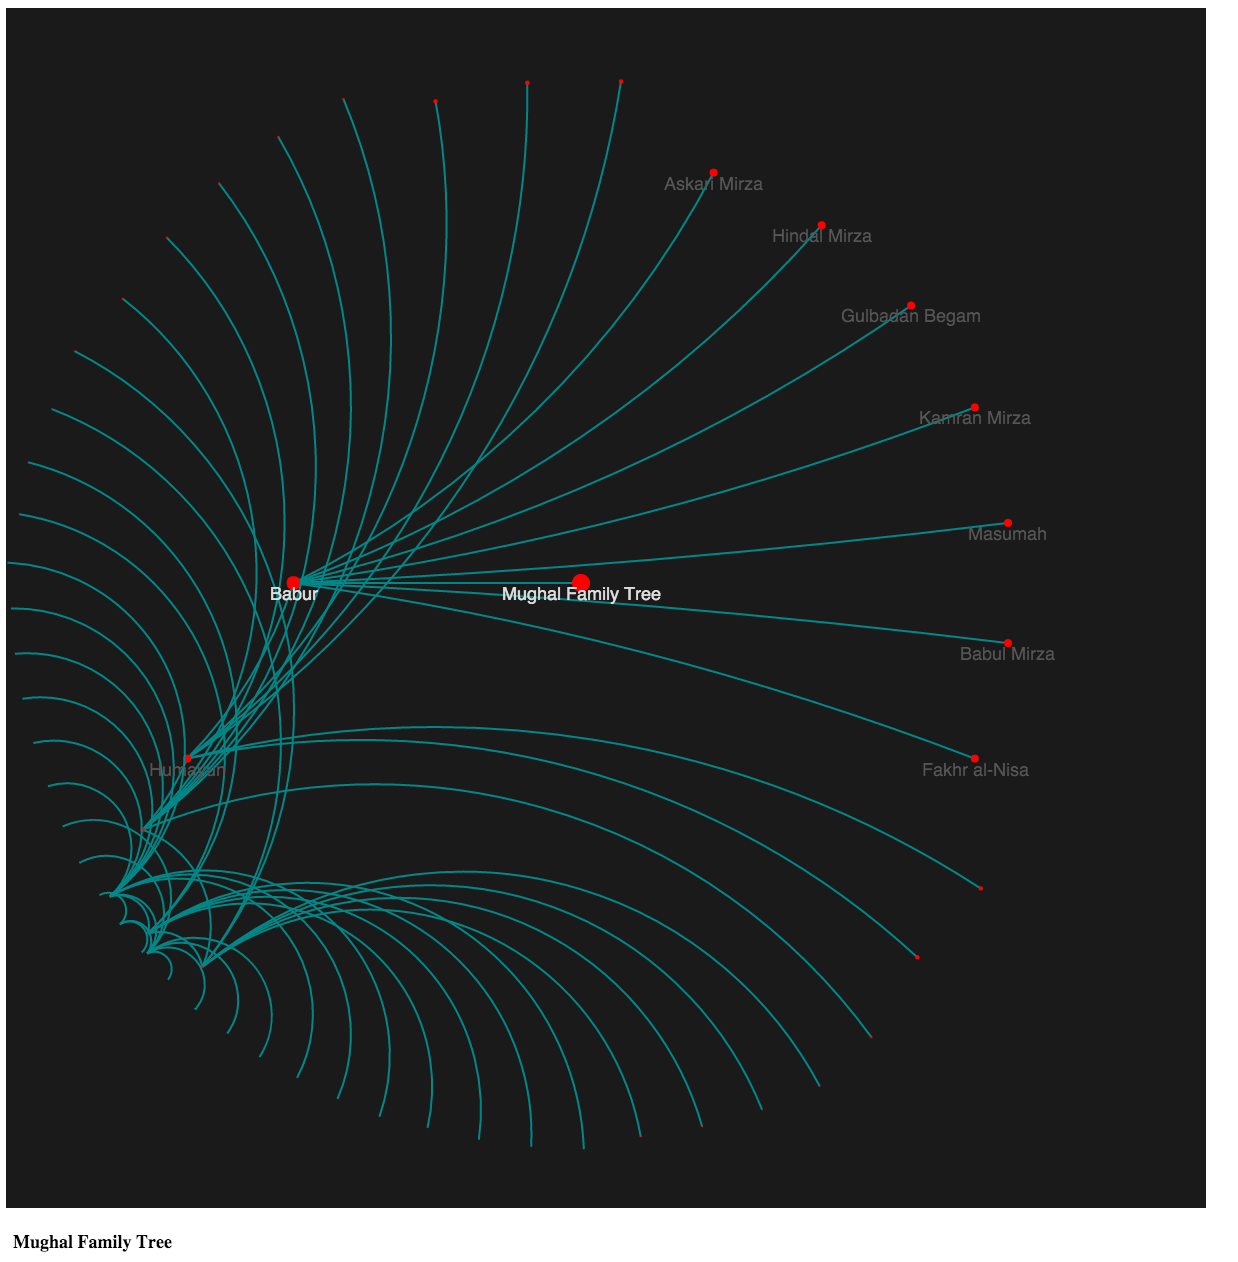 Askari Mirza
Hindal Mirza
Gulbadan Begam
Kamran Mirza
Masumah
Babur
Mughal Family Tree
Babul Mirza
Humayun
Fakhr al-Nisa
Mughal Family Tree